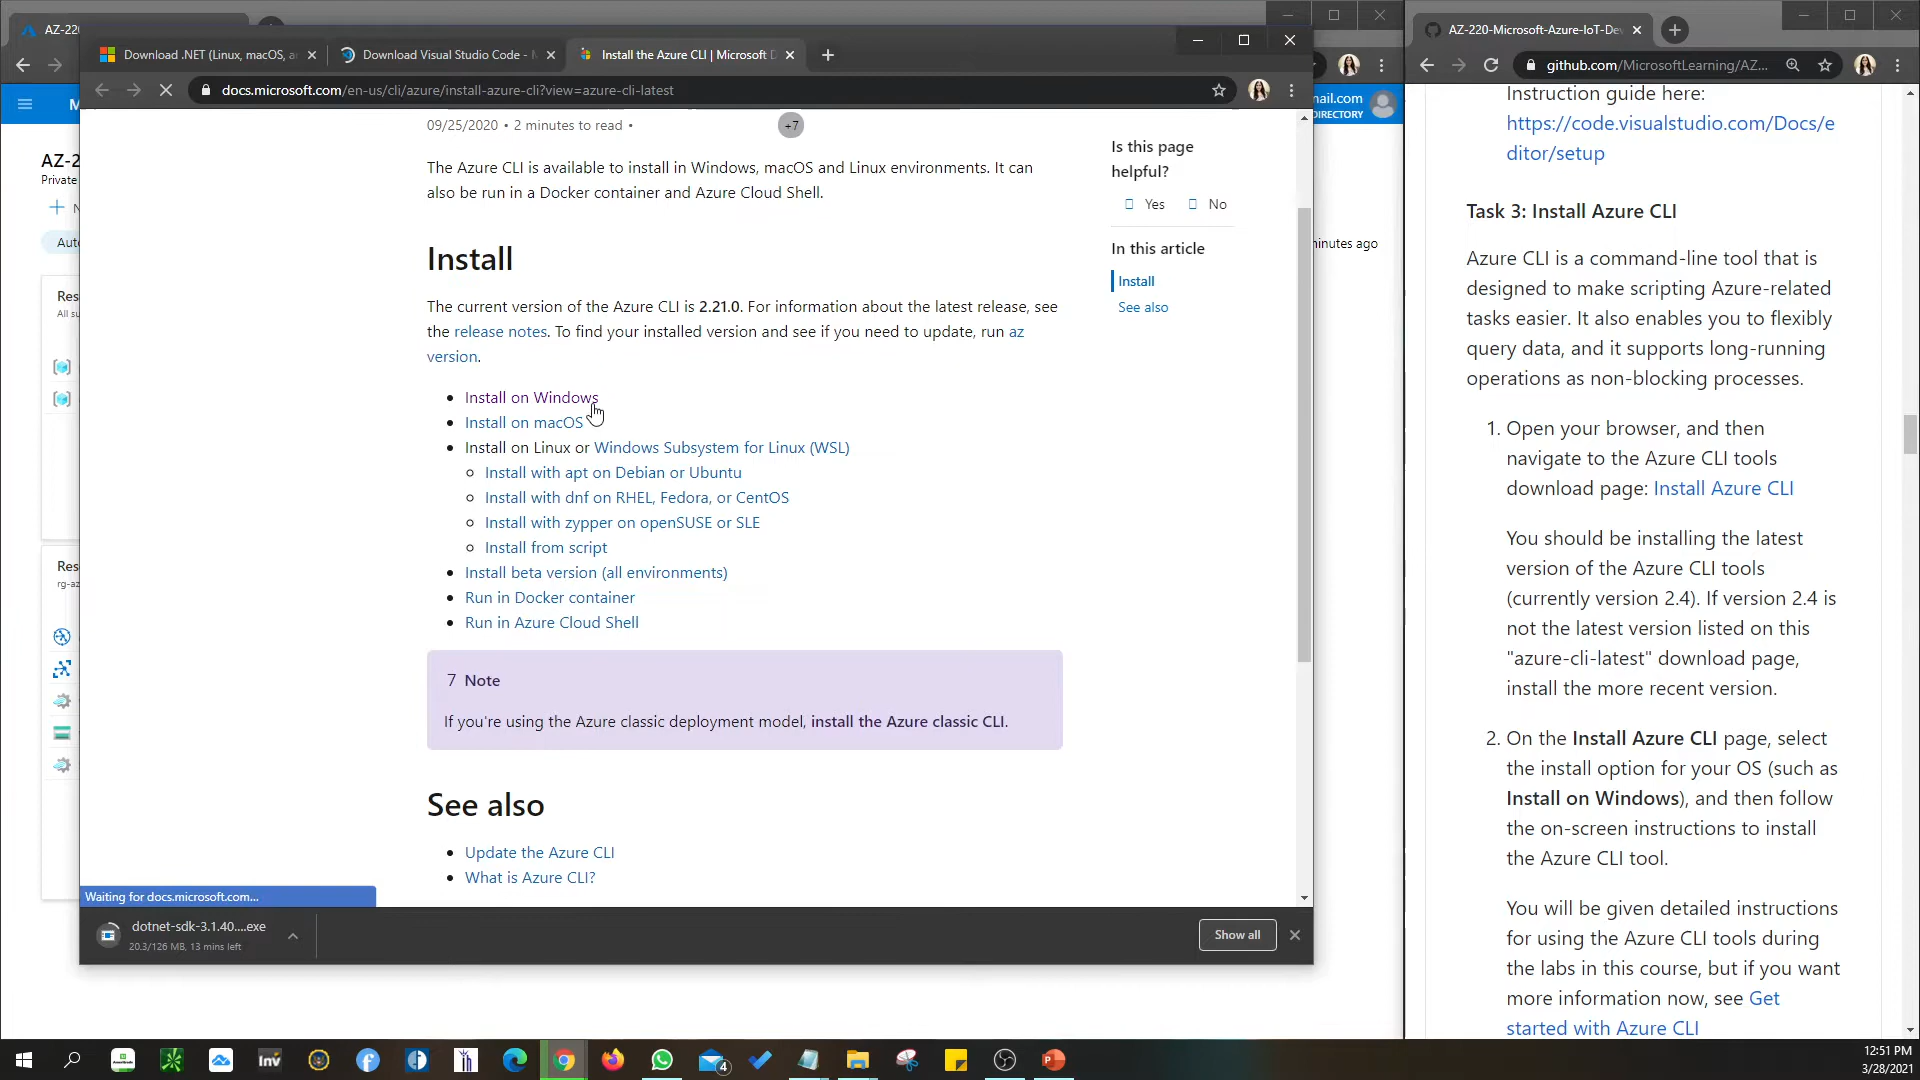 AZ-220
Download .NET (Linux, macOS, a
Download Visual Studio Code - 
Install the Azure CLI | Microsoft D
docs.microsoft.com/en-us/cli/azure/install-azure-cli?view=azure-cli-latest
M
nail.com
DIRECTORY
AZ-2
Private
N
Auto
Res
All su
Res
rg-az
inutes ago
09/25/2020 • 2 minutes to read •
+7
The Azure CLI is available to install in Windows, macOS and Linux environments. It can
also be run in a Docker container and Azure Cloud Shell.
Install
The current version of the Azure CLI is 2.21.0. For information about the latest release, see
the release notes. To find your installed version and see if you need to update, run az
version.
• Install on Windows
• Install on macOS
• Install on Linux or Windows Subsystem for Linux (WSL)
○ Install with apt on Debian or Ubuntu
○ Install with dnf on RHEL, Fedora, or CentOS
○ Install with zypper on openSUSE or SLE
○ Install from script
• Install beta version (all environments)
• Run in Docker container
• Run in Azure Cloud Shell
7 Note
If you're using the Azure classic deployment model, install the Azure classic CLI.
See also
• Update the Azure CLI
• What is Azure CLI?
Is this page
helpful?
Yes No
In this article
Install
See also
Waiting for docs.microsoft.com...
dotnet-sdk-3.1.40....exe
20.3/126 MB, 13 mins left
Show all
AZ-220-Microsoft-Azure-IoT-De
github.com/MicrosoftLearning/AZ...
Instruction guide here:
https://code.visualstudio.com/Docs/e
ditor/setup
Task 3: Install Azure CLI
Azure CLI is a command-line tool that is
designed to make scripting Azure-related
tasks easier. It also enables you to flexibly
query data, and it supports long-running
operations as non-blocking processes.
1. Open your browser, and then
navigate to the Azure CLI tools
download page: Install Azure CLI
You should be installing the latest
version of the Azure CLI tools
(currently version 2.4). If version 2.4 is
not the latest version listed on this
"azure-cli-latest" download page,
install the more recent version.
2. On the Install Azure CLI page, select
the install option for your OS (such as
Install on Windows), and then follow
the on-screen instructions to install
the Azure CLI tool.
You will be given detailed instructions
for using the Azure CLI tools during
the labs in this course, but if you want
more information now, see Get
started with Azure CLI
Inv
4
12:51 PM
3/28/2021